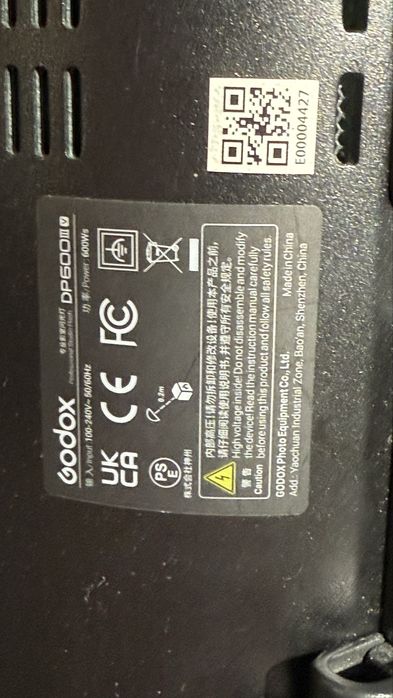 E00004427
Godox 专业影室闪光灯 DP600III V
Professional Studio Flash
输 入/Input: 100-240V~ 50/60Hz 功 率/Power: 600Ws
UK CA CE FC
PS E 0.2m
株式会社神州
警 告
Caution
内部高压!请勿拆卸和修改设备!使用本产品之前,
请仔细阅读使用说明书,并遵守所有安全规定。
High voltage inside! Do not disassemble and modify
the device! Read the instruction manual carefully
before using this product and follow all safety rules.
GODOX Photo Equipment Co., Ltd. Made in China
Add.: Yaochuan Industrial Zone, Bao'an, Shenzhen, China